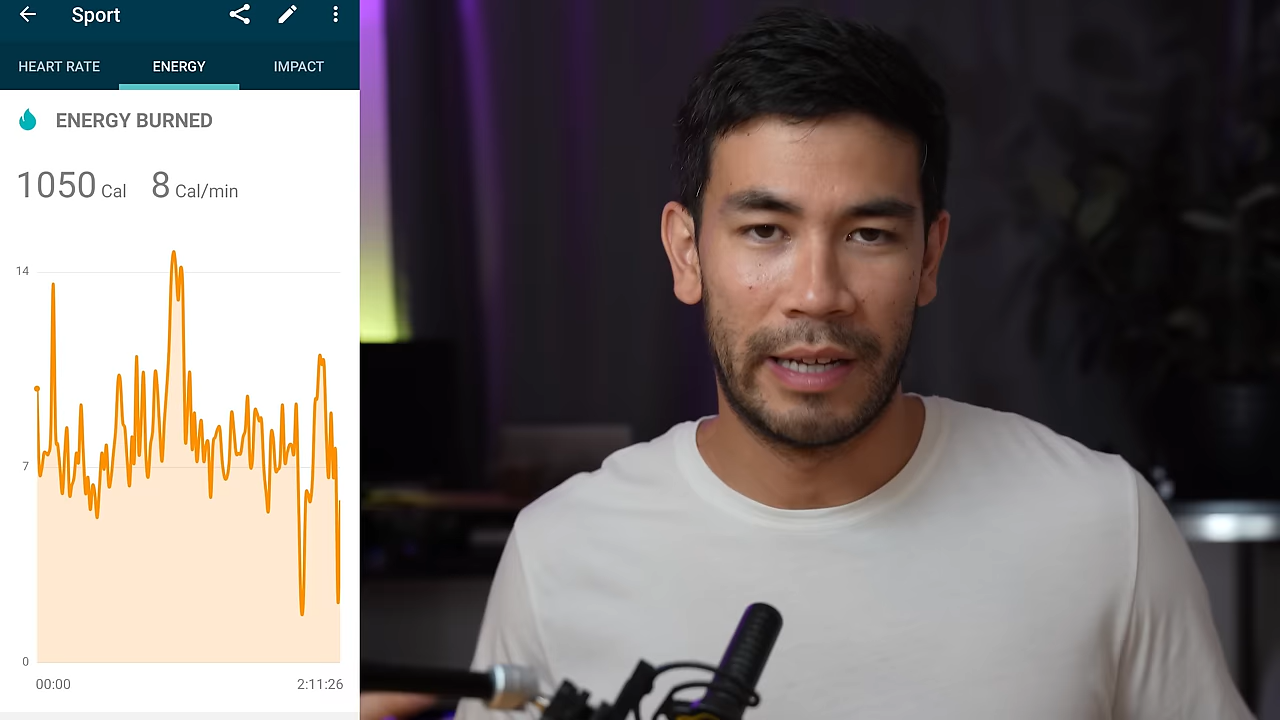 Sport
HEART RATE ENERGY IMPACT
ENERGY BURNED
1050 Cal 8 Cal/min
14
7
0
00:00 2:11:26